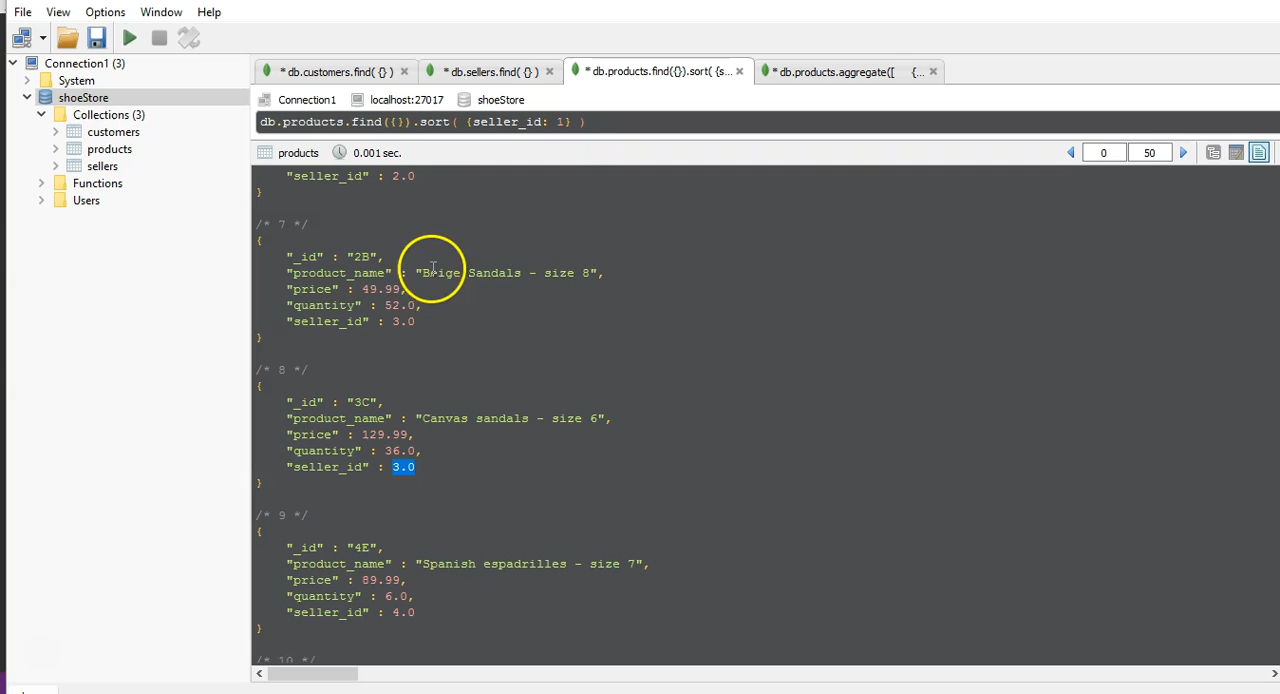 File View Options Window Help
Connection1 (3)
System
shoeStore
Collections (3)
customers
products
sellers
Functions
Users
* db.customers.find( {} )
* db.sellers.find( {} )
* db.products.find({}).sort( {s...
* db.products.aggregate([ {...
Connection1 localhost:27017 shoeStore
db.products.find({}).sort( {seller_id: 1} )
products 0.001 sec. 0 50
"seller_id" : 2.0
}
/* 7 */
{
"_id" : "2B",
"product_name" : "Beige Sandals - size 8",
"price" : 49.99,
"quantity" : 52.0,
"seller_id" : 3.0
}
/* 8 */
{
"_id" : "3C",
"product_name" : "Canvas sandals - size 6",
"price" : 129.99,
"quantity" : 36.0,
"seller_id" : 3.0
}
/* 9 */
{
"_id" : "4E",
"product_name" : "Spanish espadrilles - size 7",
"price" : 89.99,
"quantity" : 6.0,
"seller_id" : 4.0
}
/* 10 */